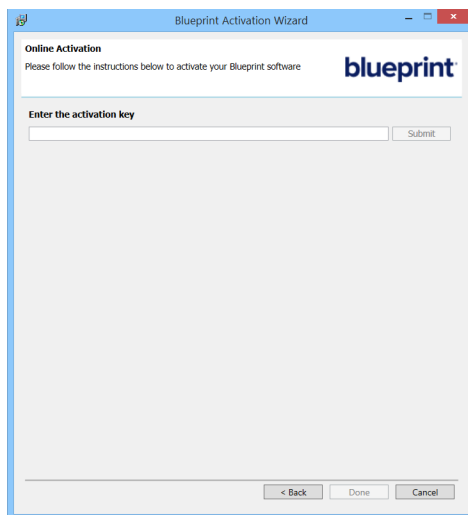 Blueprint Activation Wizard
Online Activation
Please follow the instructions below to activate your Blueprint software
blueprint
Enter the activation key
Submit
< Back Done Cancel